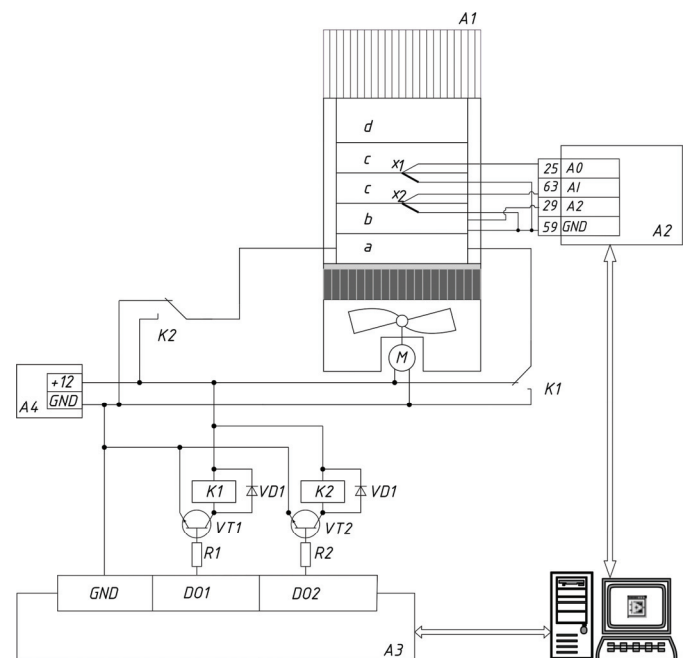 A1
d
c x1
c x2
b
a
25 A0
63 A1
29 A2
59 GND
A2
K2
M
K1
+12
GND
A4
K1 VD1
K2 VD1
VT1
VT2
R1
R2
GND DO1 DO2
A3